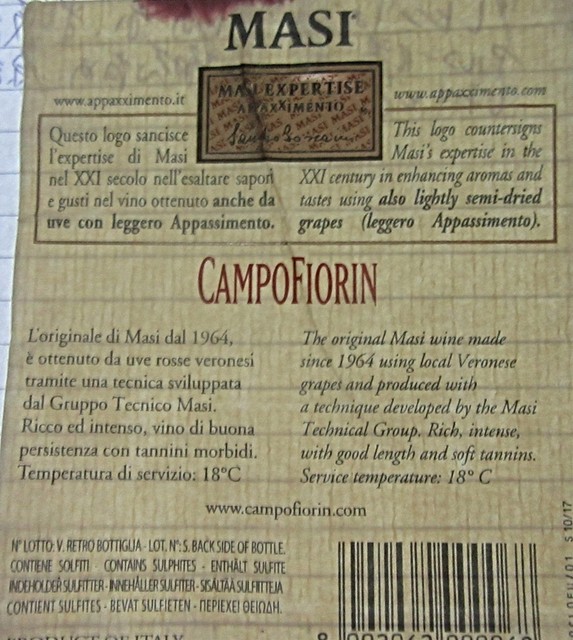 MASI
MASI EXPERTISE
APPAXXIMENTO
www.appaxximento.it
www.appaxximento.com
Questo logo sancisce
l'expertise di Masi
nel XXI secolo nell'esaltare sapori
e gusti nel vino ottenuto anche da
uve con leggero Appassimento.
This logo countersigns
Masi's expertise in the
XXI century in enhancing aromas and
tastes using also lightly semi-dried
grapes (leggero Appassimento).
CAMPOFIORIN
L'originale di Masi dal 1964,
è ottenuto da uve rosse veronesi
tramite una tecnica sviluppata
dal Gruppo Tecnico Masi.
Ricco ed intenso, vino di buona
persistenza con tannini morbidi.
Temperatura di servizio: 18°C
The original Masi wine made
since 1964 using local Veronese
grapes and produced with
a technique developed by the Masi
Technical Group. Rich, intense,
with good length and soft tannins.
Service temperature: 18° C
www.campofiorin.com
N° LOTTO: V. RETRO BOTTIGLIA - LOT. N°: S. BACK SIDE OF BOTTLE.
CONTIENE SOLFITI - CONTAINS SULPHITES - ENTHÄLT SULFITE
INDEHOLDER SULFITTER - INNEHÅLLER SULFITER - SISÄLTÄÄ SULFIITTEJA
CONTIENT SULFITES - BEVAT SULFIETEN - ΠΕΡΙΕΧΕΙ ΘΕΙΩΔΗ.
PRODUCT OF ITALY
S 10/17